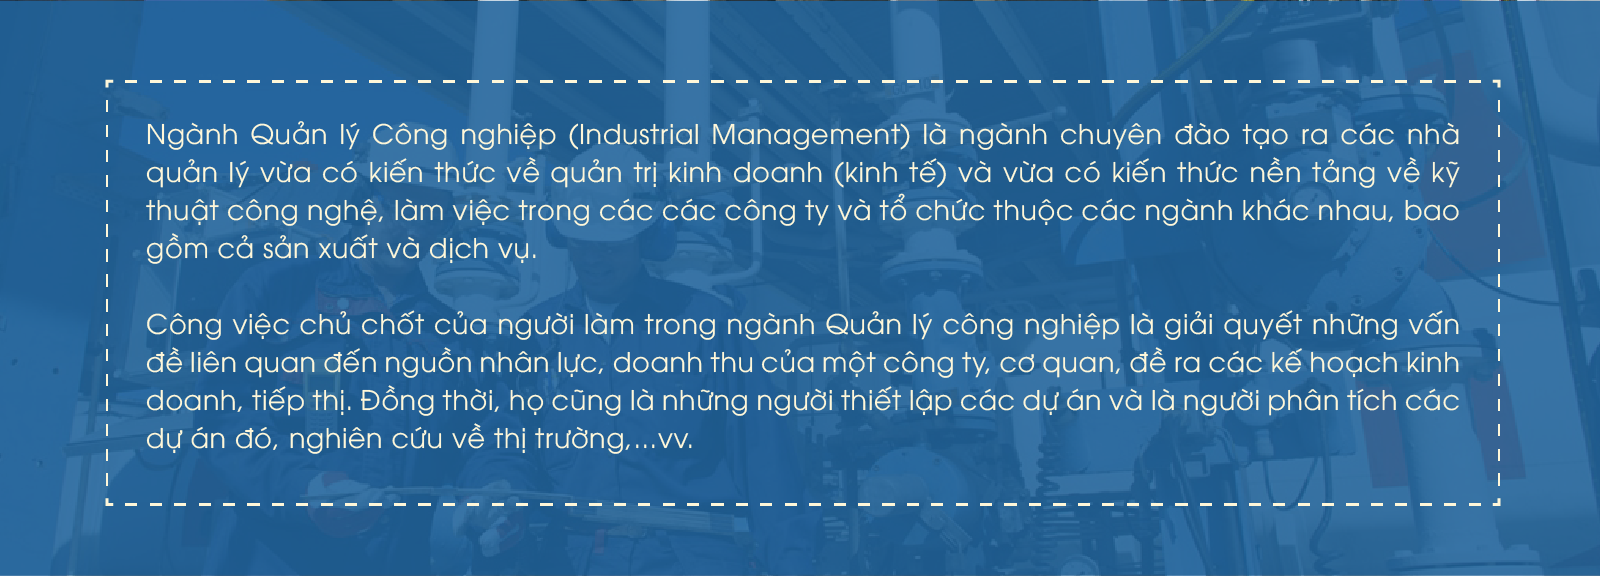 Ngành Quản lý Công nghiệp (Industrial Management) là ngành chuyên đào tạo ra các nhà
quản lý vừa có kiến thức về quản trị kinh doanh (kinh tế) và vừa có kiến thức nền tảng về kỹ
thuật công nghệ, làm việc trong các các công ty và tổ chức thuộc các ngành khác nhau, bao
gồm cả sản xuất và dịch vụ.
Công việc chủ chốt của người làm trong ngành Quản lý công nghiệp là giải quyết những vấn
đề liên quan đến nguồn nhân lực, doanh thu của một công ty, cơ quan, đề ra các kế hoạch kinh
doanh, tiếp thị. Đồng thời, họ cũng là những người thiết lập các dự án và là người phân tích các
dự án đó, nghiên cứu về thị trường,...vv.